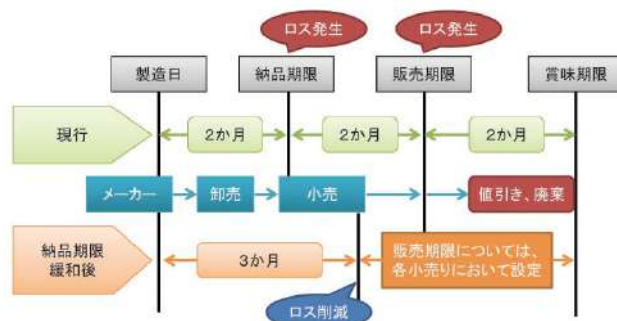 ロス発生
ロス発生
製造日
納品期限
販売期限
賞味期限
現行
2か月
2か月
2か月
メーカー
卸売
小売
値引き、廃棄
納品期限
緩和後
3か月
販売期限については、
各小売りにおいて設定
ロス削減